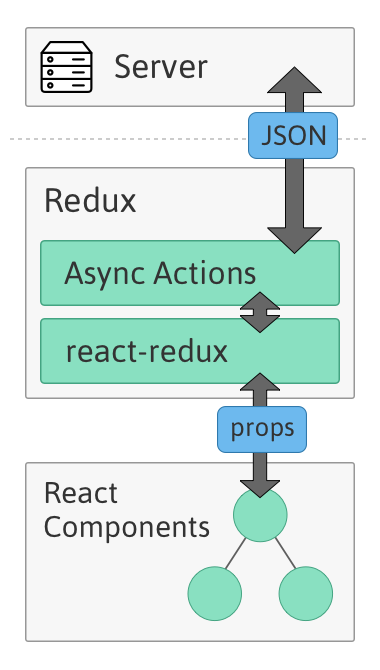 Server
JSON
Redux
Async Actions
react-redux
props
React
Components